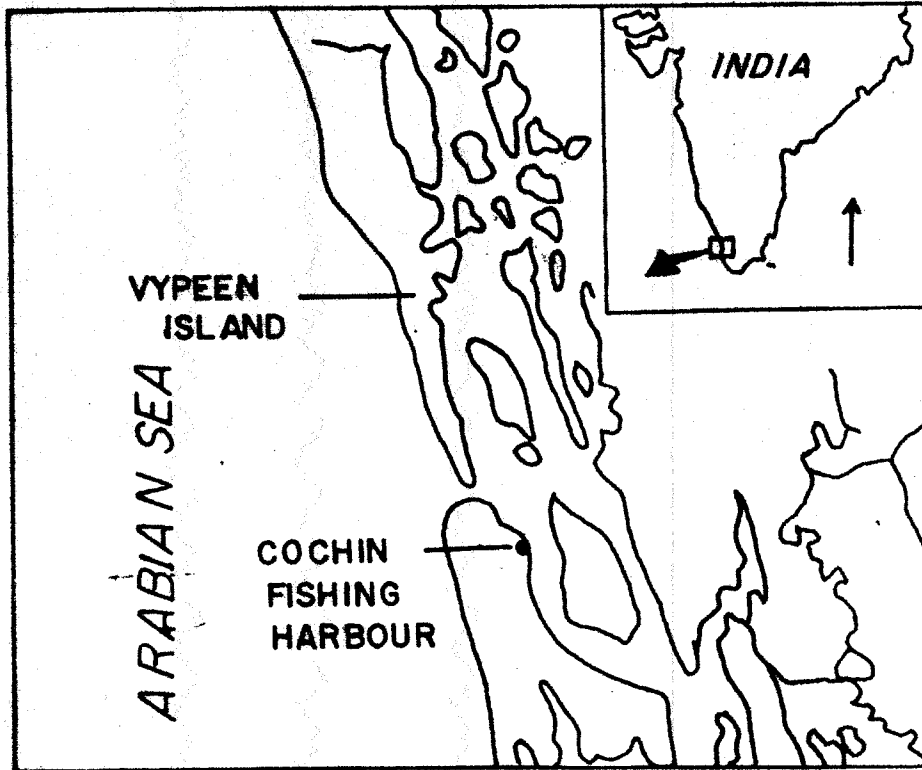 INDIA
VYPEEN
ISLAND
ARABIAN SEA
COCHIN
FISHING
HARBOUR